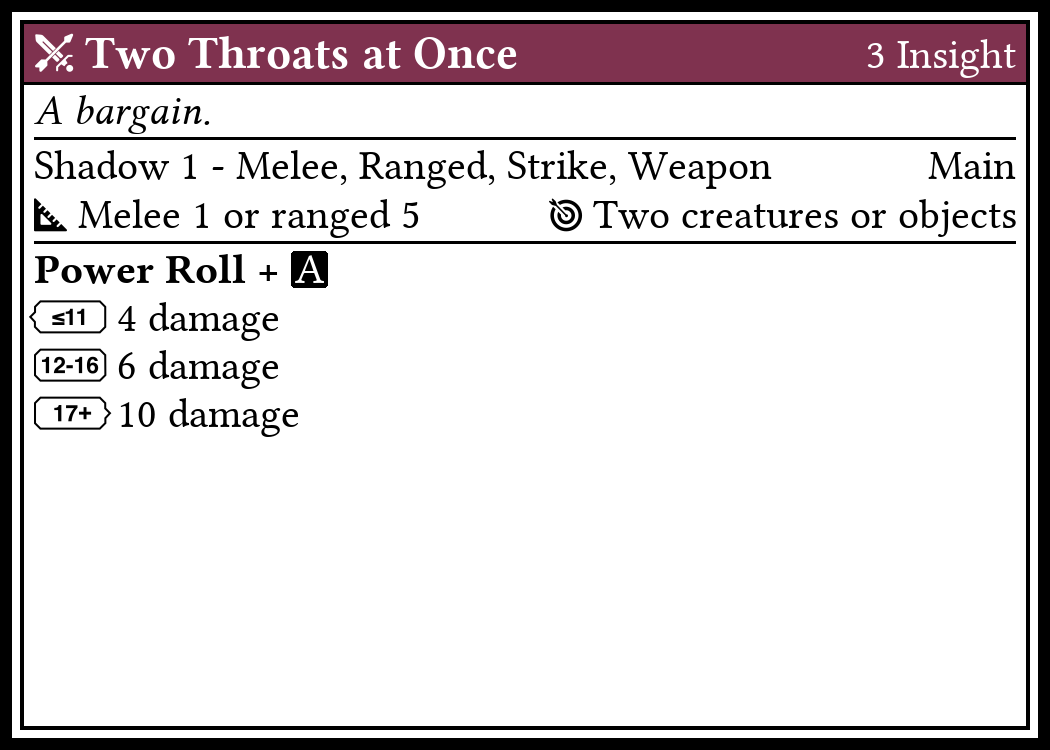 Two Throats at Once 3 Insight
A bargain.
Shadow 1 - Melee, Ranged, Strike, Weapon Main
Melee 1 or ranged 5 Two creatures or objects
Power Roll + A
≤11 4 damage
12-16 6 damage
17+ 10 damage